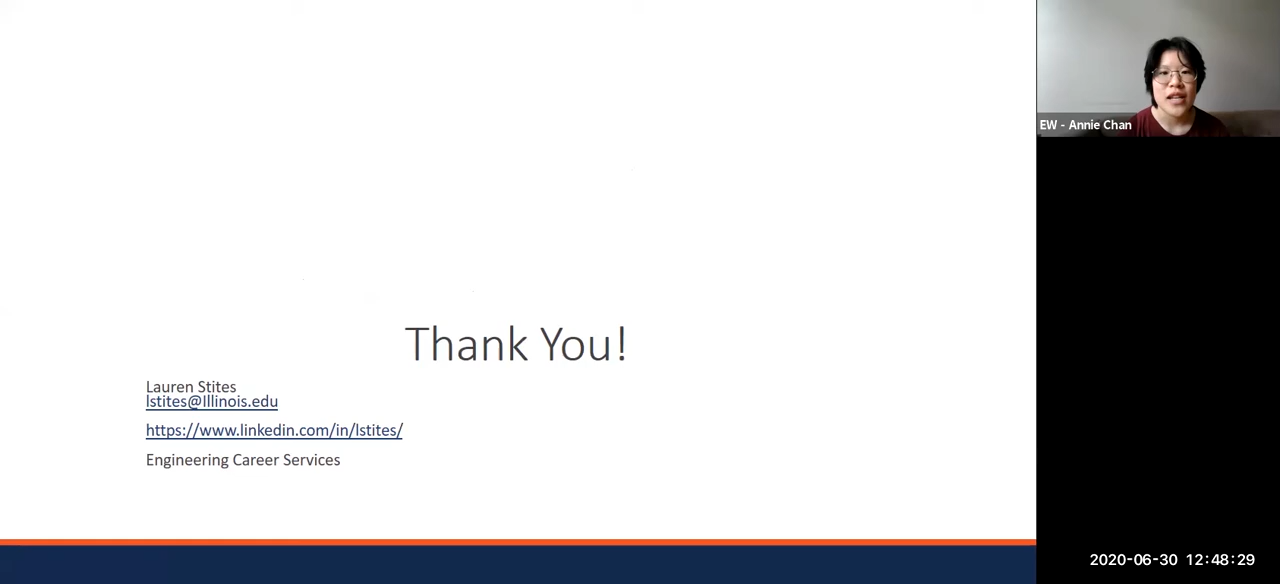 EW - Annie Chan
Thank You!
Lauren Stites
lstites@Illinois.edu
https://www.linkedin.com/in/lstites/
Engineering Career Services
2020-06-30 12:48:29